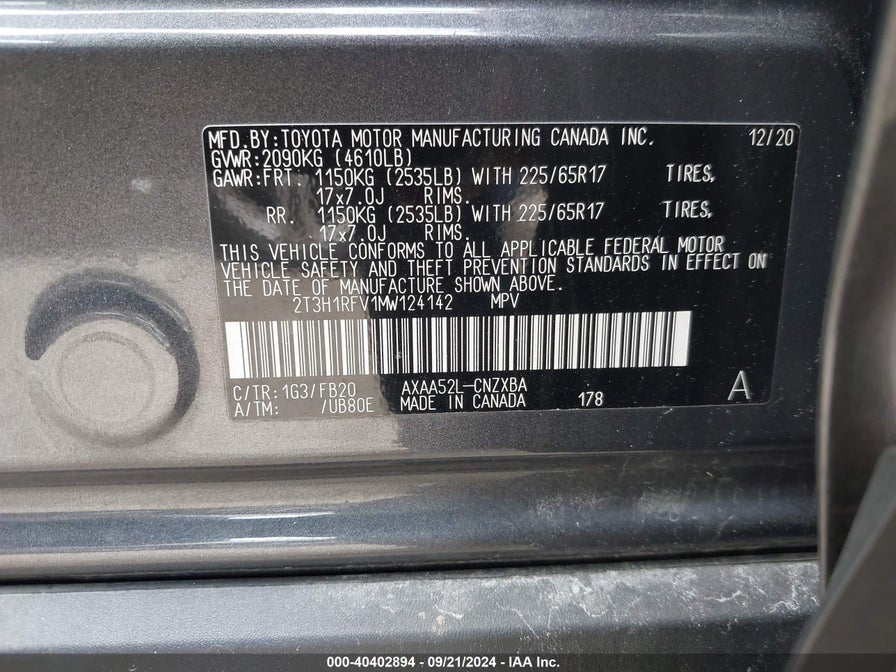 MFD.BY:TOYOTA MOTOR MANUFACTURING CANADA INC. 12/20
GVWR:2090KG (4610LB)
GAWR:FRT. 1150KG (2535LB) WITH 225/65R17 TIRES,
17x7.0J RIMS.
RR. 1150KG (2535LB) WITH 225/65R17 TIRES,
17x7.0J RIMS.
THIS VEHICLE CONFORMS TO ALL APPLICABLE FEDERAL MOTOR
VEHICLE SAFETY AND THEFT PREVENTION STANDARDS IN EFFECT ON
THE DATE OF MANUFACTURE SHOWN ABOVE.
2T3H1RFV1MW124142 MPV
C/TR: 1G3/FB20 AXAA52L-CNZXBA A
A/TM: /UB80E MADE IN CANADA 178
000-40402894 - 09/21/2024 - IAA Inc.